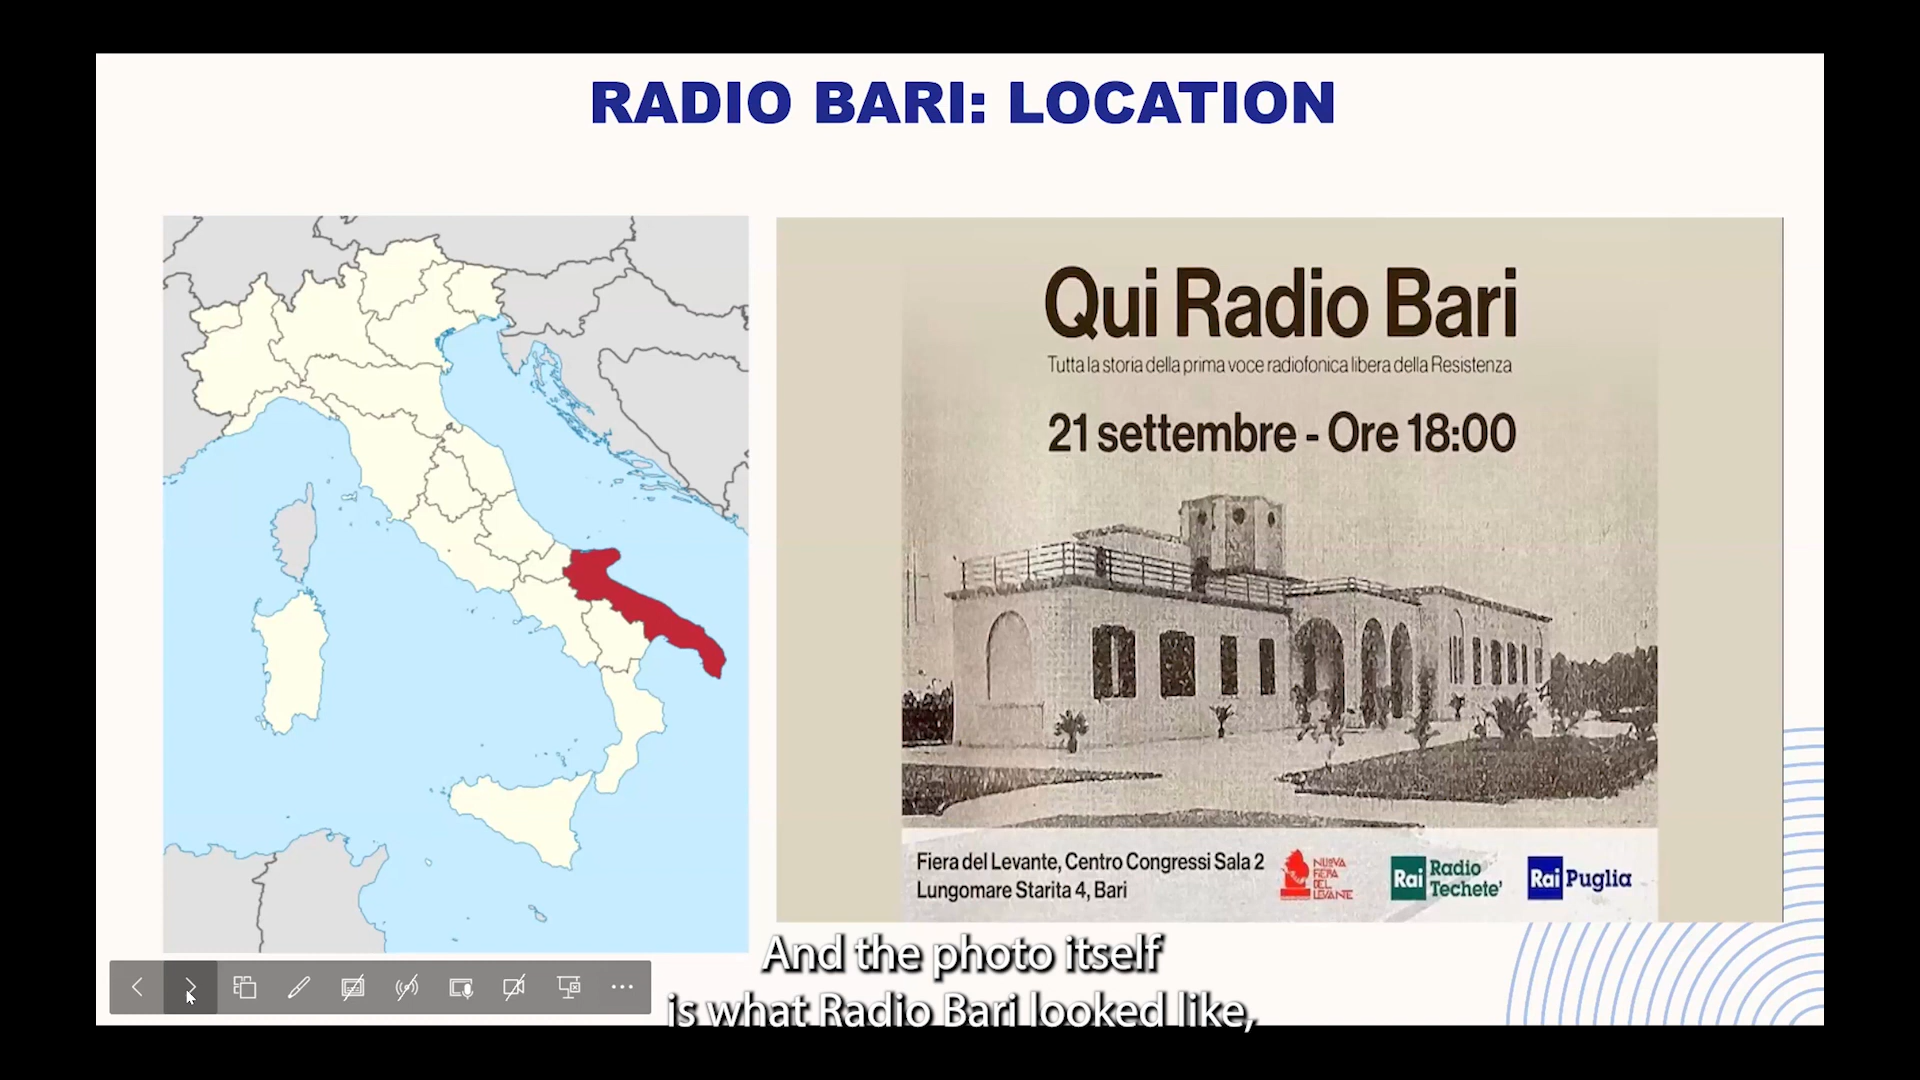 RADIO BARI: LOCATION
Qui Radio Bari
Tutta la storia della prima voce radiofonica libera della Resistenza
21 settembre - Ore 18:00
Fiera del Levante, Centro Congressi Sala 2
Lungomare Starita 4, Bari
NUOVA
FIERA
DEL
LEVANTE
Rai Radio
Techete'
Rai Puglia
And the photo itself
is what Radio Bari looked like,